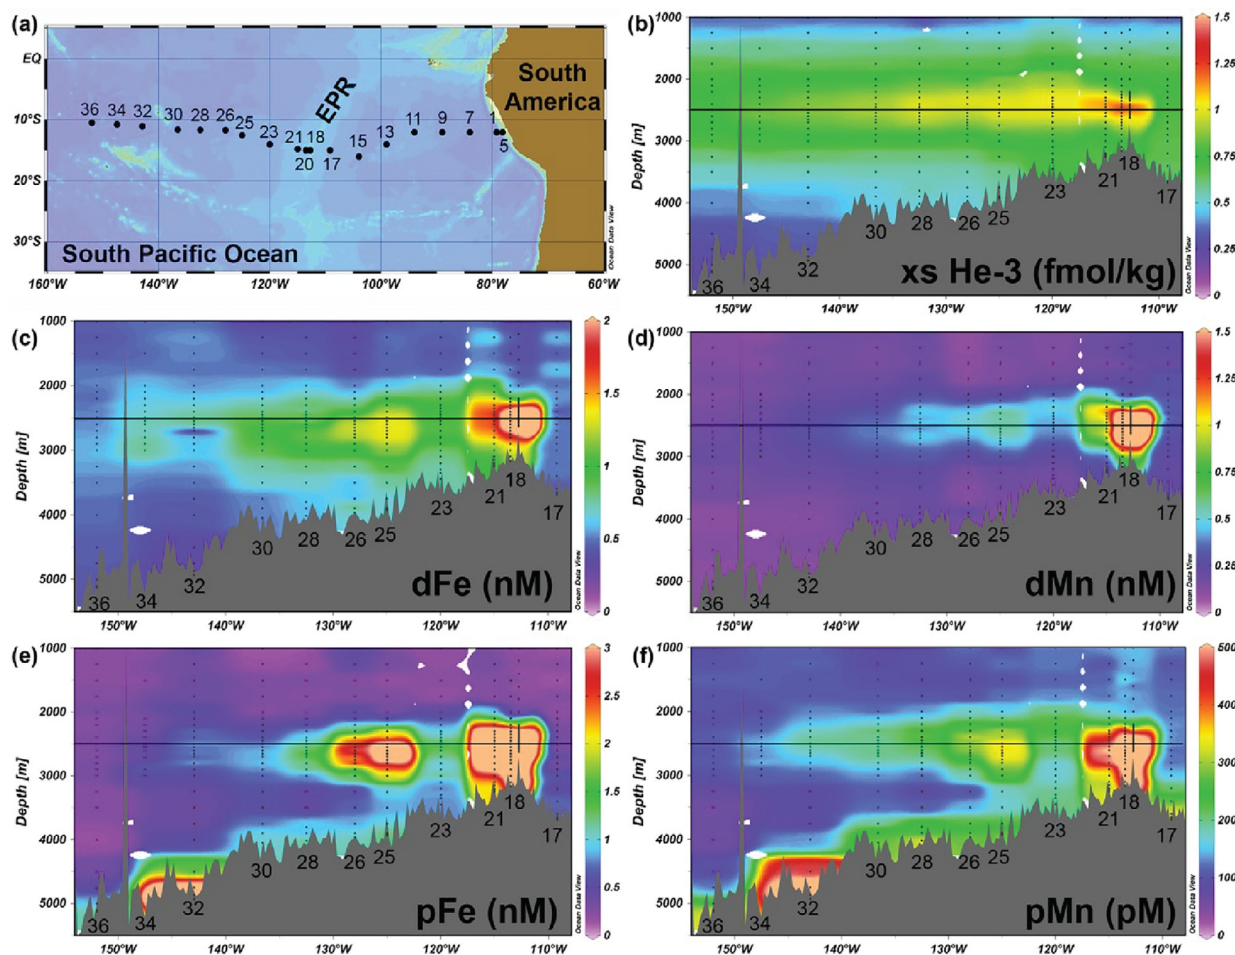 (a)
EQ
10°S
20°S
30°S
36 34 32 30 28 26 25 23 21 18 20 17 15 13 11 9 7 1 5
EPR
South
America
South Pacific Ocean
Ocean Data View
160°W 140°W 120°W 100°W 80°W 60°W
(b)
Depth [m]
1000
2000
3000
4000
5000
36 34 32 30 28 26 25 23 21 18 17
xs He-3 (fmol/kg)
Ocean Data View
150°W 140°W 130°W 120°W 110°W
1.5
1.25
1
0.75
0.5
0.25
0
(c)
Depth [m]
1000
2000
3000
4000
5000
36 34 32 30 28 26 25 23 21 18 17
dFe (nM)
Ocean Data View
150°W 140°W 130°W 120°W 110°W
2
1.5
1
0.5
0
(d)
Depth [m]
1000
2000
3000
4000
5000
36 34 32 30 28 26 25 23 21 18 17
dMn (nM)
Ocean Data View
150°W 140°W 130°W 120°W 110°W
1.5
1.25
1
0.75
0.5
0.25
0
(e)
Depth [m]
1000
2000
3000
4000
5000
36 34 32 30 28 26 25 23 21 18 17
pFe (nM)
Ocean Data View
150°W 140°W 130°W 120°W 110°W
3
2.5
2
1.5
1
0.5
0
(f)
Depth [m]
1000
2000
3000
4000
5000
36 34 32 30 28 26 25 23 21 18 17
pMn (pM)
Ocean Data View
150°W 140°W 130°W 120°W 110°W
500
400
300
200
100
0